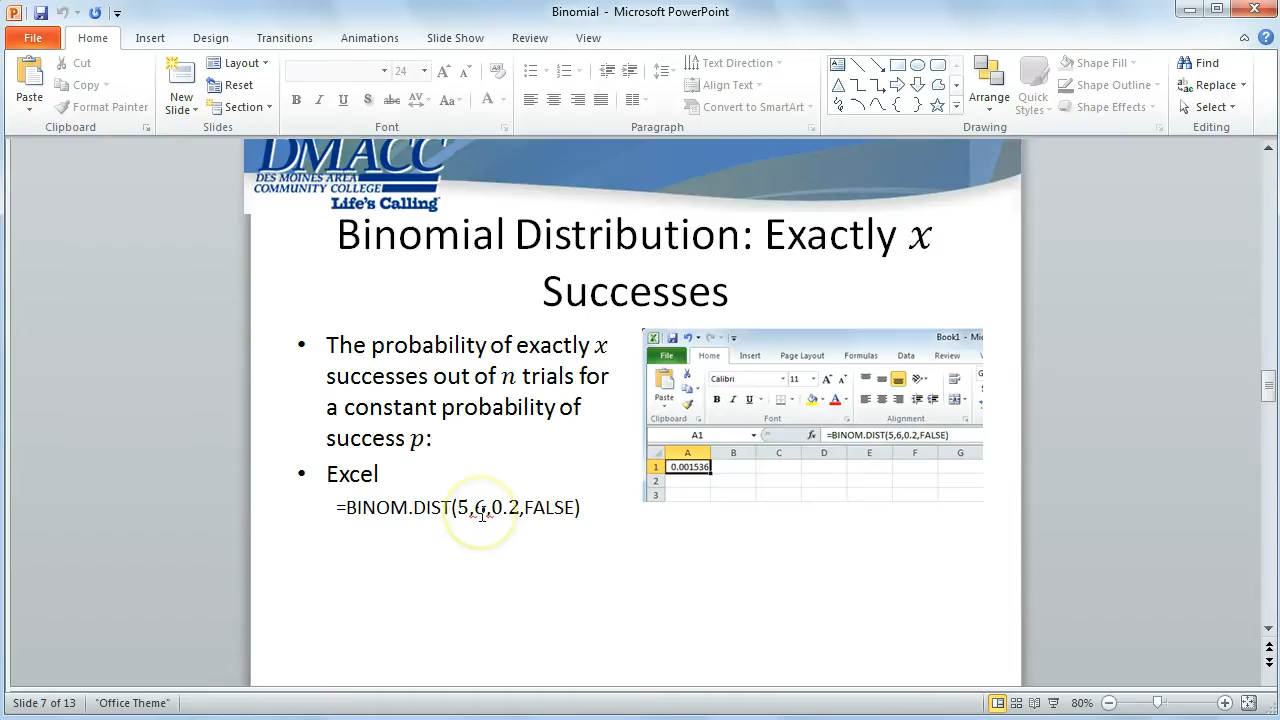 Binomial - Microsoft PowerPoint
File Home Insert Design Transitions Animations Slide Show Review View
Paste
Cut
Copy
Format Painter
Clipboard
New
Slide
Layout
Reset
Section
Slides
24
B I U S abc AV Aa A
Font
Text Direction
Align Text
Convert to SmartArt
Paragraph
Arrange
Quick
Styles
Shape Fill
Shape Outline
Shape Effects
Drawing
Find
Replace
Select
Editing
DMACC
DES MOINES AREA
COMMUNITY COLLEGE
Life's Calling
Binomial Distribution: Exactly x
Successes
• The probability of exactly x
successes out of n trials for
a constant probability of
success p:
• Excel
=BINOM.DIST(5,6,0.2,FALSE)
Book1 - Mi
File Home Insert Page Layout Formulas Data Review
Paste
Calibri 11
B I U
Clipboard Font Alignment
A1 fx =BINOM.DIST(5,6,0.2,FALSE)
A B C D E F G
1 0.001536
2
3
Slide 7 of 13 "Office Theme" 80%